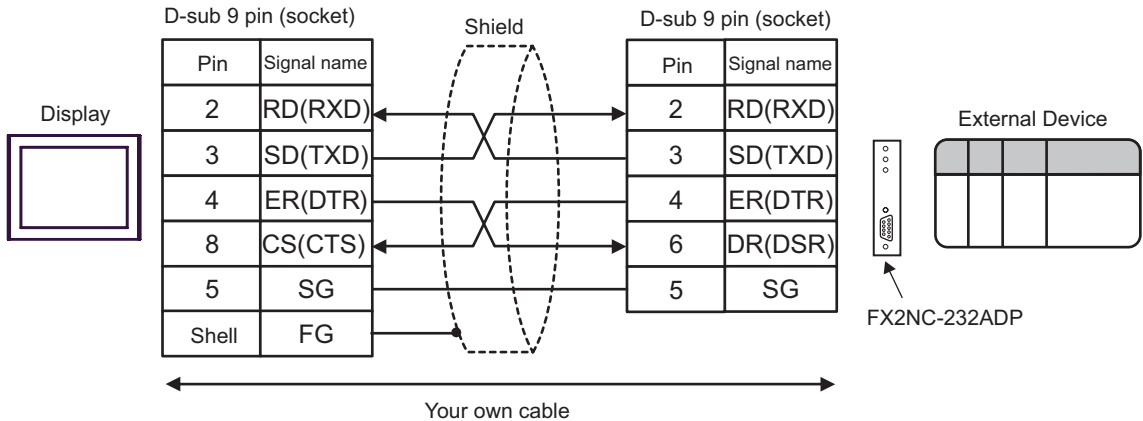 D-sub 9 pin (socket)
Shield
D-sub 9 pin (socket)
Pin Signal name
Pin Signal name
Display
2 RD(RXD)
2 RD(RXD)
External Device
3 SD(TXD)
3 SD(TXD)
4 ER(DTR)
4 ER(DTR)
8 CS(CTS)
6 DR(DSR)
5 SG
5 SG
FX2NC-232ADP
Shell FG
Your own cable